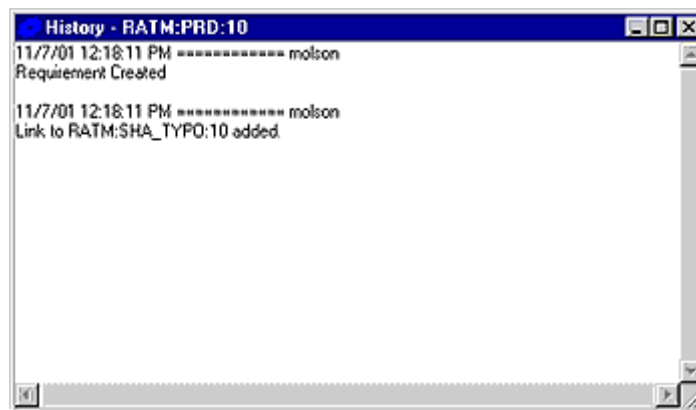 History - RATM:PRD:10
11/7/01 12:18:11 PM ============ molson
Requirement Created
11/7/01 12:18:11 PM ============ molson
Link to RATM:SHA_TYPO:10 added.